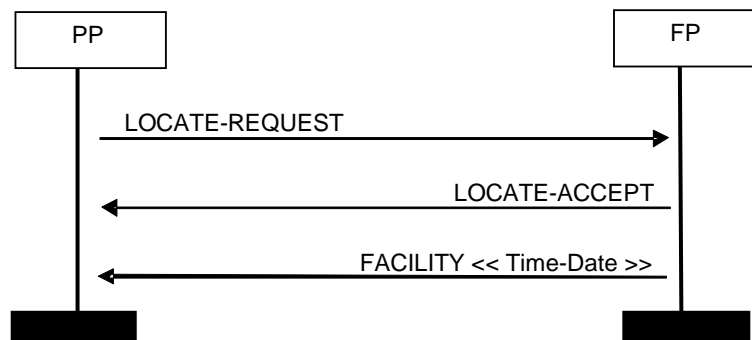 PP
FP
LOCATE-REQUEST
LOCATE-ACCEPT
FACILITY << Time-Date >>